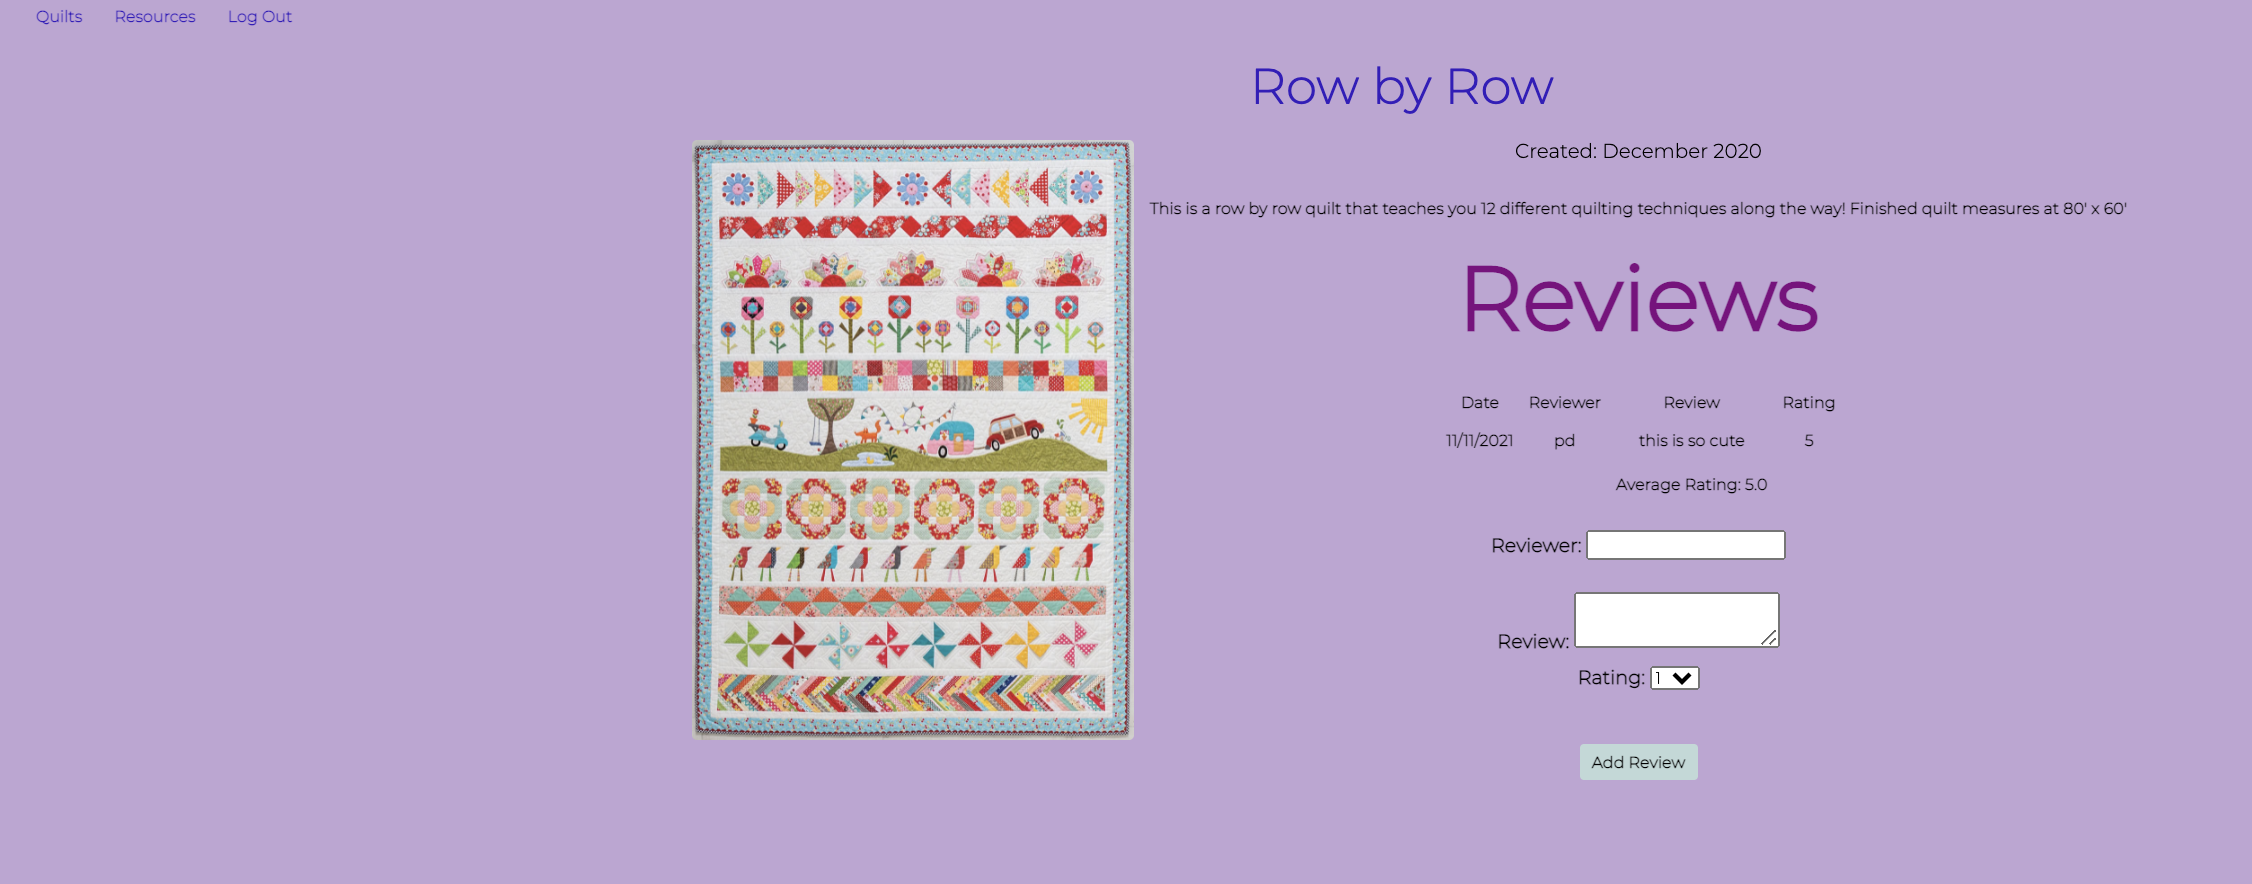 Quilts Resources Log Out
Row by Row
Created: December 2020
This is a row by row quilt that teaches you 12 different quilting techniques along the way! Finished quilt measures at 80' x 60'
Reviews
Date Reviewer Review Rating
11/11/2021 pd this is so cute 5
Average Rating: 5.0
Reviewer:
Review:
Rating: 1
Add Review